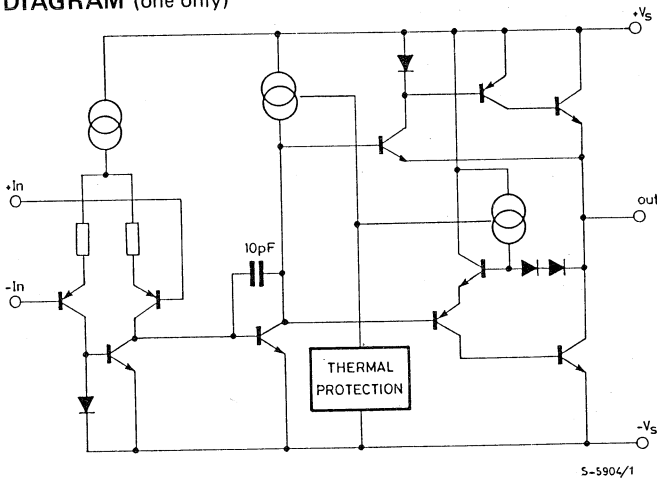 DIAGRAM (one only)
+Vs
+In
out
10pF
-In
THERMAL
PROTECTION
-Vs
S-5904/1